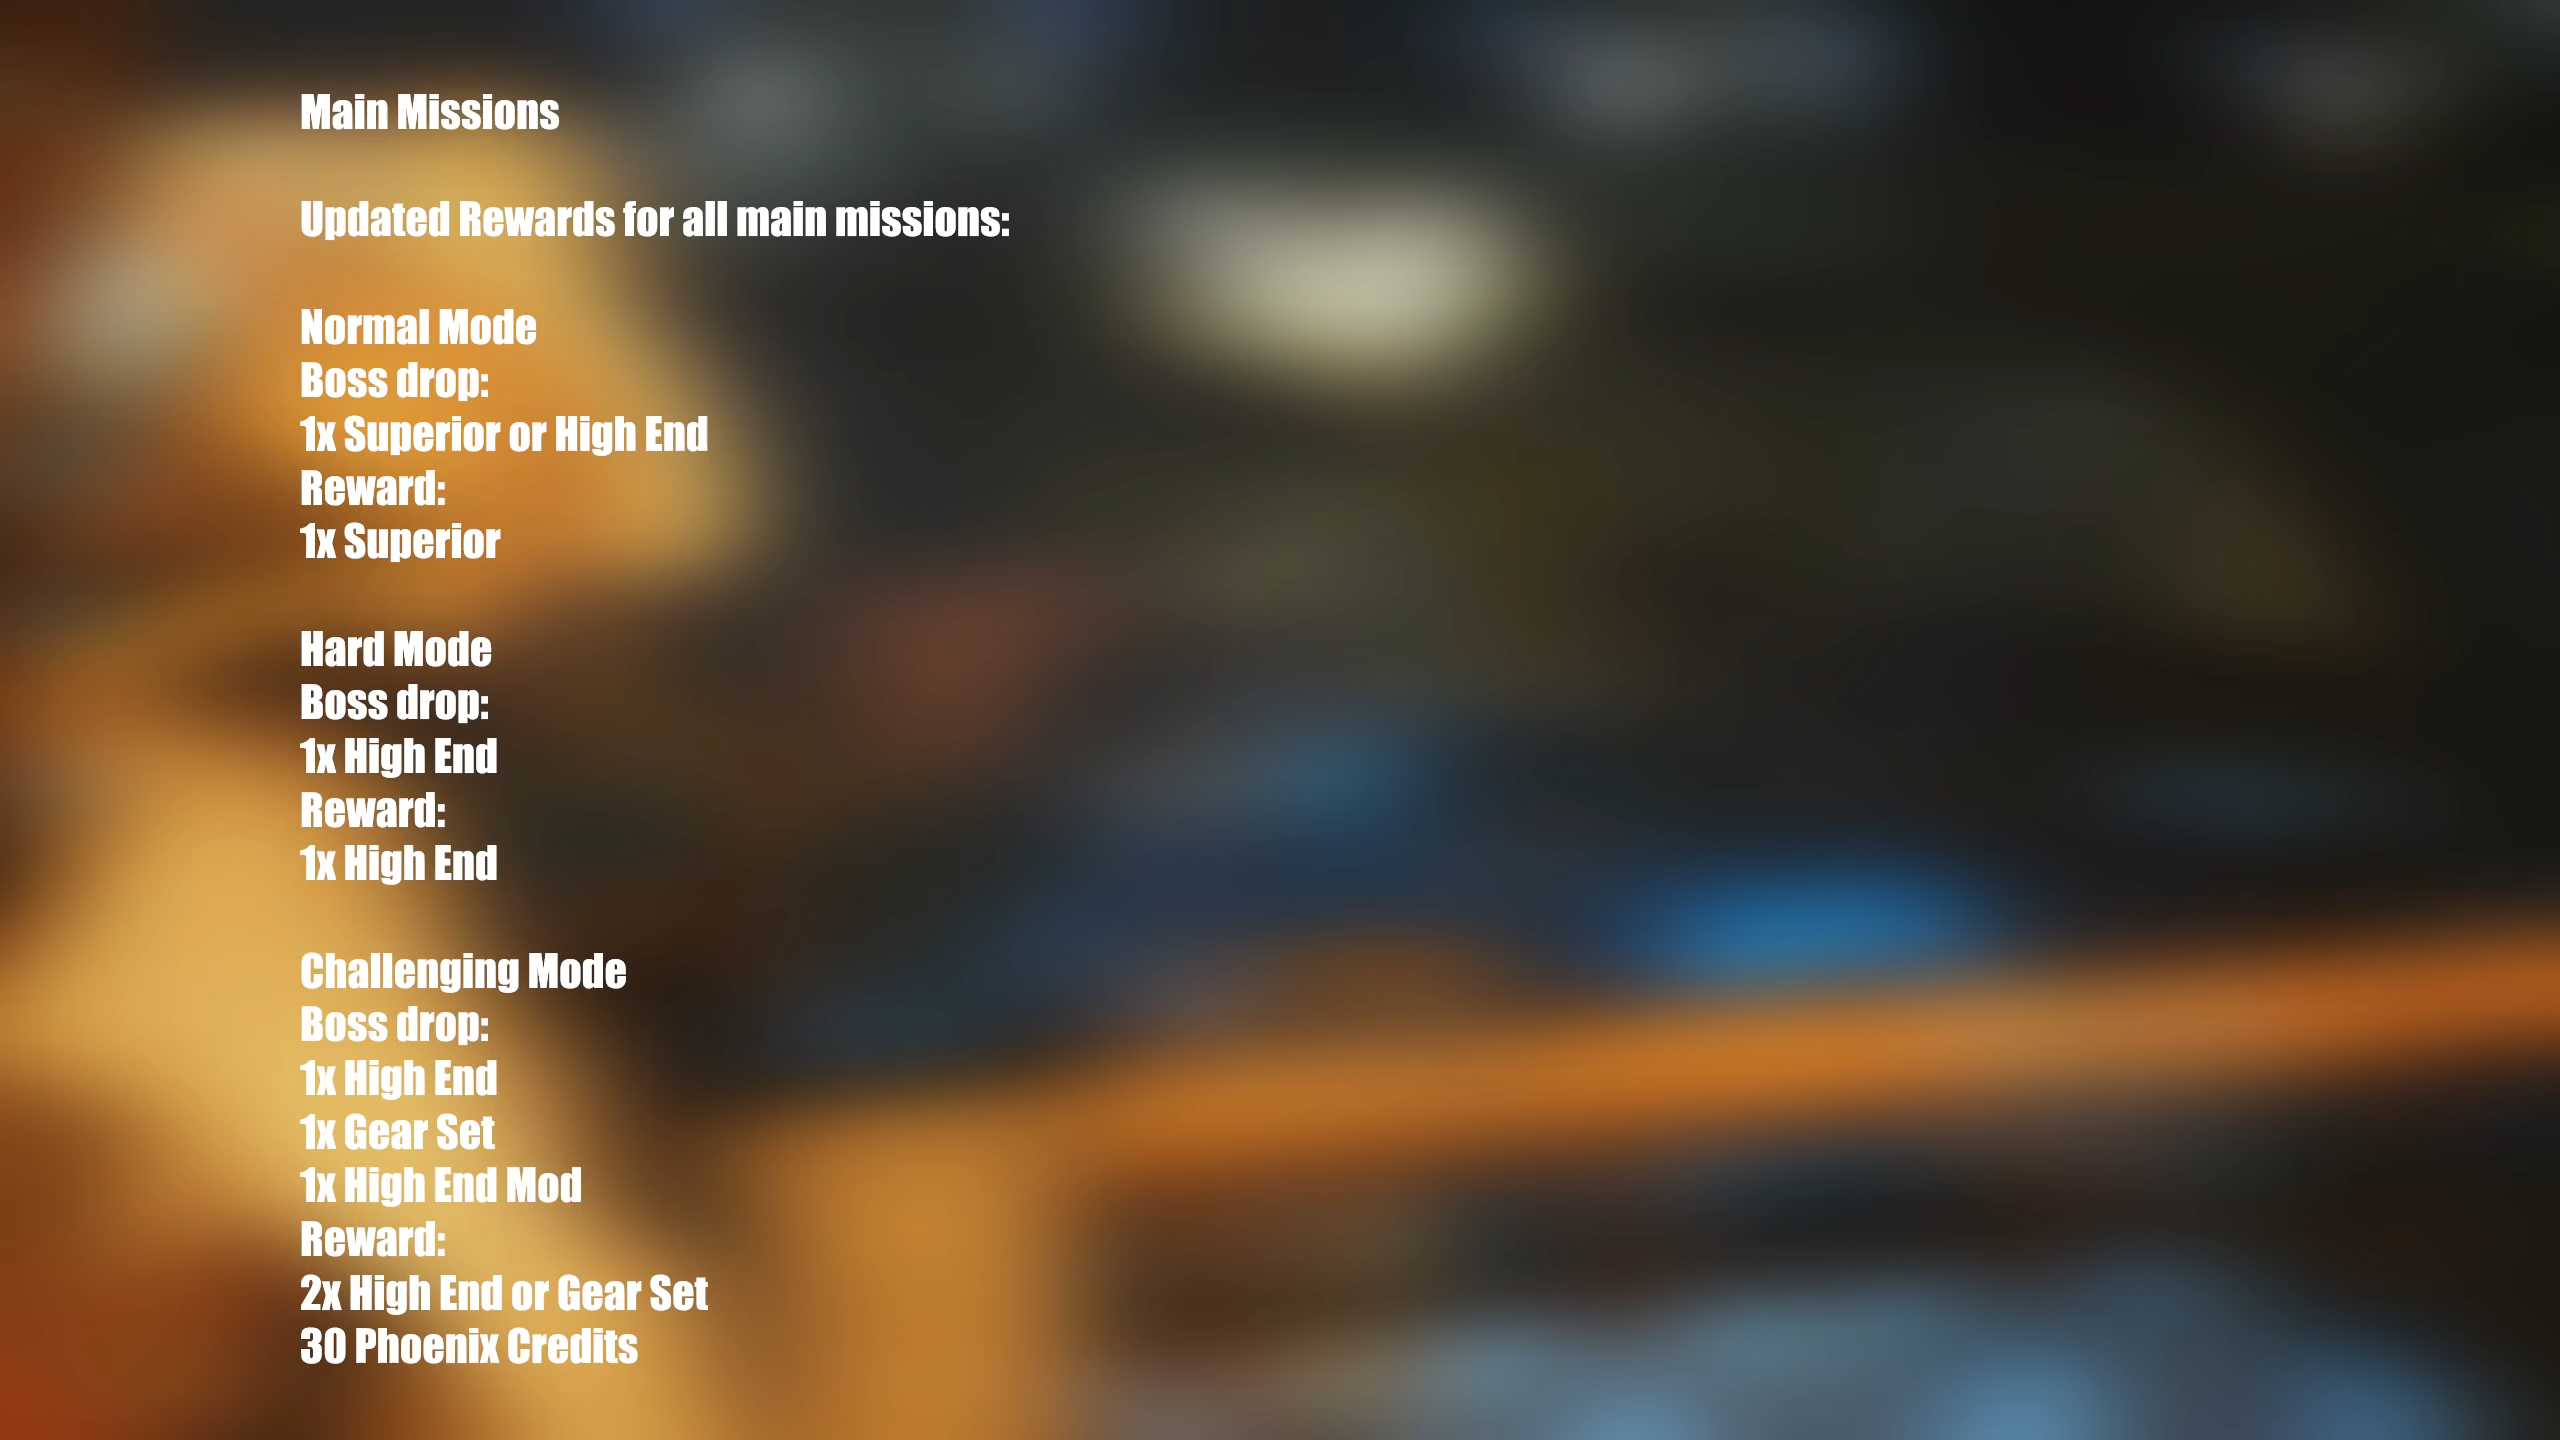 Main Missions
Updated Rewards for all main missions:
Normal Mode
Boss drop:
1x Superior or High End
Reward:
1x Superior
Hard Mode
Boss drop:
1x High End
Reward:
1x High End
Challenging Mode
Boss drop:
1x High End
1x Gear Set
1x High End Mod
Reward:
2x High End or Gear Set
30 Phoenix Credits